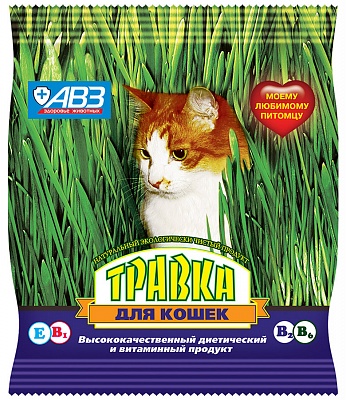 АВЗ
здоровье животных
МОЕМУ
ЛЮБИМОМУ
ПИТОМЦУ
НАТУРАЛЬНЫЙ ЭКОЛОГИЧЕСКИ ЧИСТЫЙ ПРОДУКТ
ТРАВКА
ДЛЯ КОШЕК
E B1
Высококачественный диетический
и витаминный продукт
B2 B6